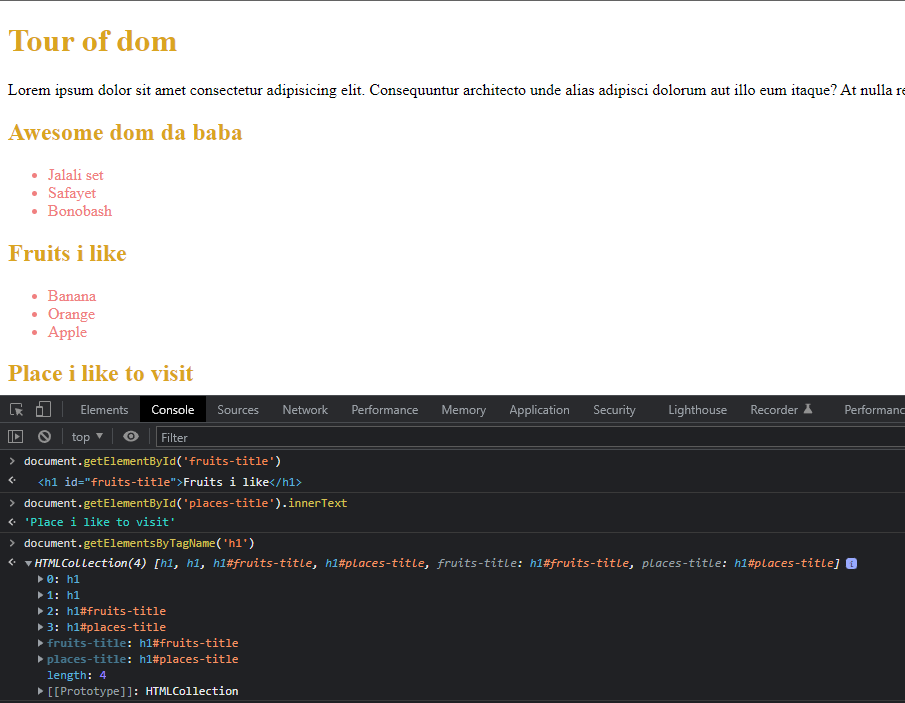 Tour of dom
Lorem ipsum dolor sit amet consectetur adipisicing elit. Consequuntur architecto unde alias adipisci dolorum aut illo eum itaque? At nulla
Awesome dom da baba
Jalali set
Safayet
Bonobash
Fruits i like
Banana
Orange
Apple
Place i like to visit
Elements Console Sources Network Performance Memory Application Security Lighthouse Recorder Performanc
top Filter
document.getElementById('fruits-title')
<h1 id="fruits-title">Fruits i like</h1>
document.getElementById('places-title').innerText
'Place i like to visit'
document.getElementsByTagName('h1')
HTMLCollection(4) [h1, h1, h1#fruits-title, h1#places-title, fruits-title: h1#fruits-title, places-title: h1#places-title] i
0: h1
1: h1
2: h1#fruits-title
3: h1#places-title
fruits-title: h1#fruits-title
places-title: h1#places-title
length: 4
[[Prototype]]: HTMLCollection